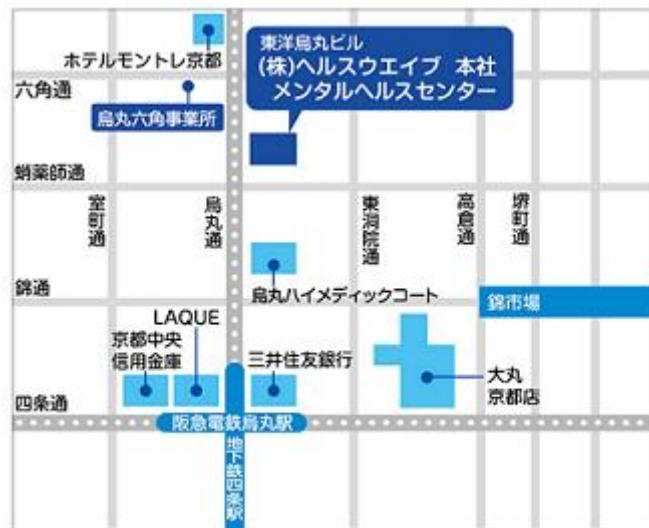 東洋烏丸ビル
(株)ヘルスウエイブ 本社
メンタルヘルスセンター
ホテルモントレ京都
六角通
烏丸六角事業所
蛸薬師通
室町通
烏丸通
東洞院通
高倉通
堺町通
錦通
烏丸ハイメディックコート
錦市場
LAQUE
京都中央
信用金庫
三井住友銀行
大丸
京都店
四条通
阪急電鉄烏丸駅
地下鉄四条駅